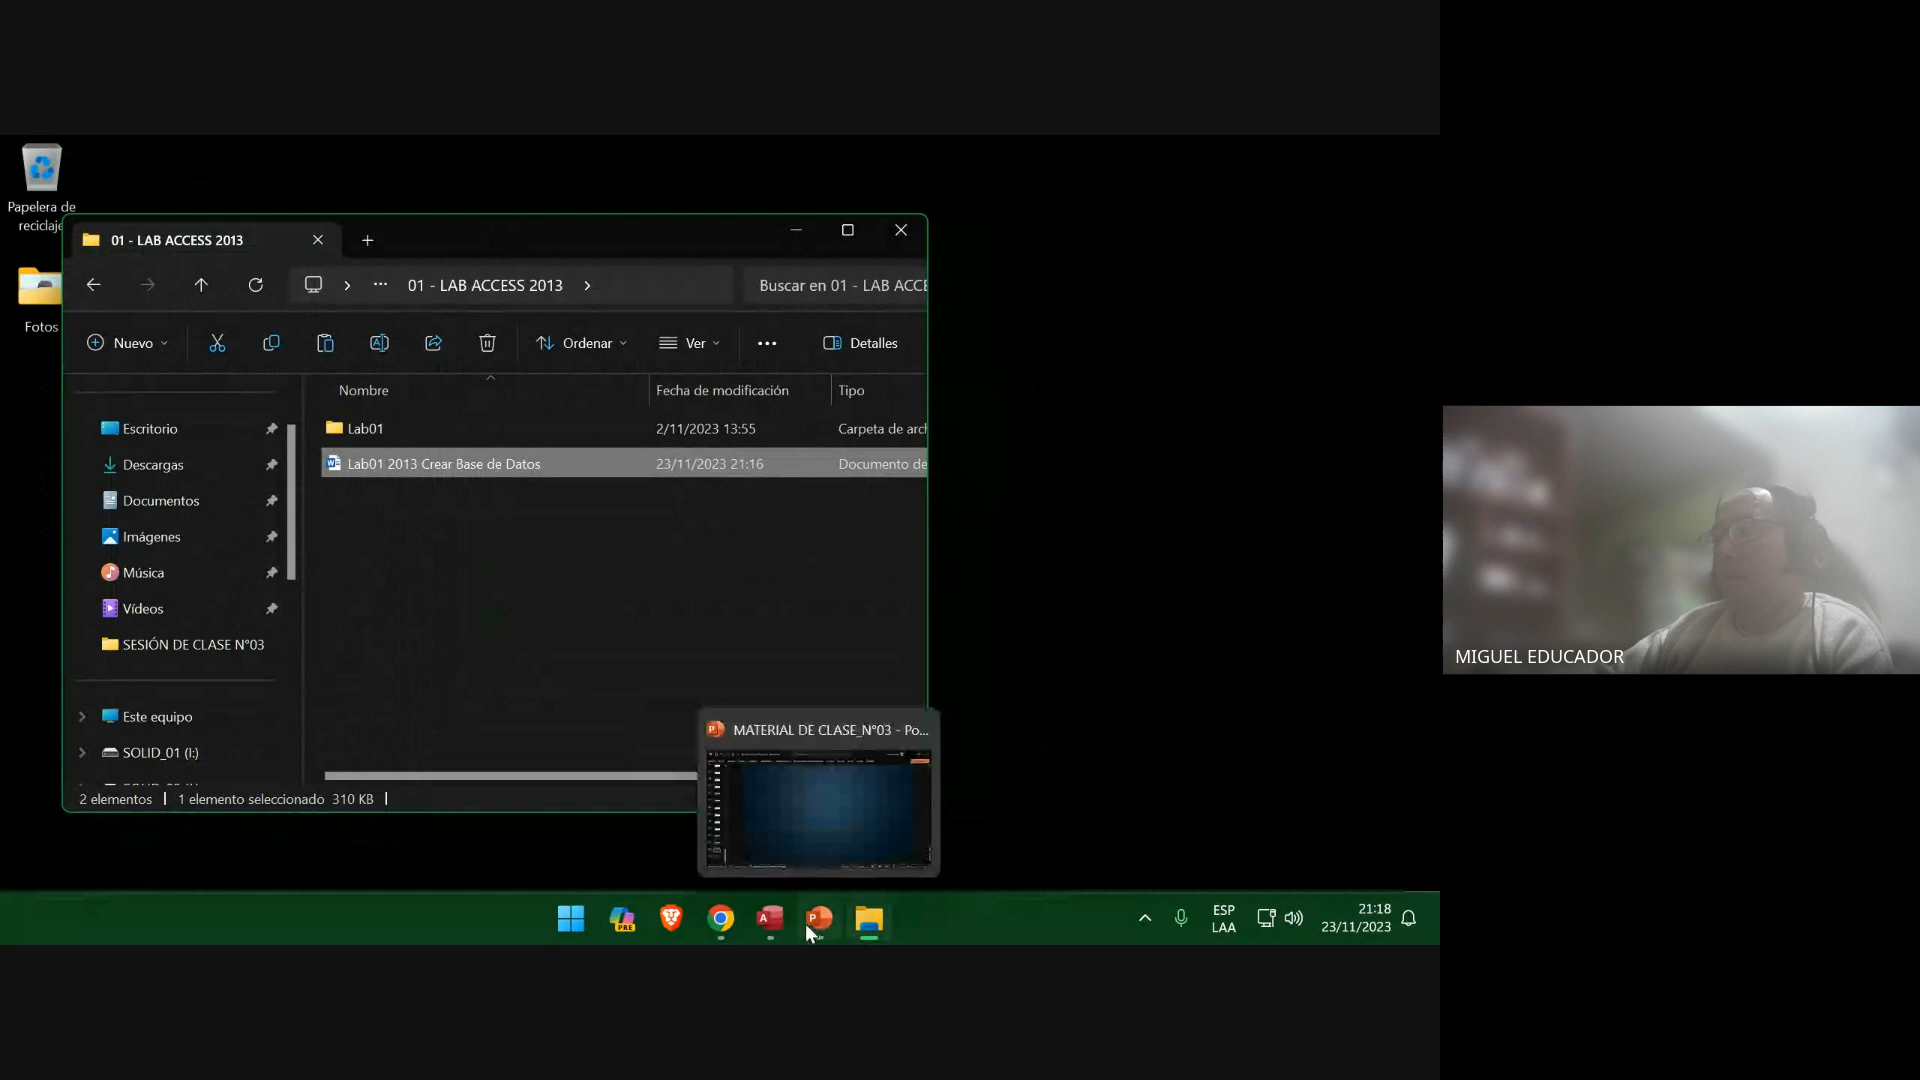 Papelera de
reciclaje
Fotos
01 - LAB ACCESS 2013
01 - LAB ACCESS 2013
Buscar en 01 - LAB ACCE
Nuevo
Ordenar
Ver
Detalles
Nombre
Fecha de modificación
Tipo
Lab01
2/11/2023 13:55
Carpeta de arch
Lab01 2013 Crear Base de Datos
23/11/2023 21:16
Documento de
Escritorio
Descargas
Documentos
Imágenes
Música
Vídeos
SESIÓN DE CLASE N°03
Este equipo
SOLID_01 (I:)
2 elementos
1 elemento seleccionado 310 KB
MATERIAL DE CLASE_N°03 - Po...
PRE
ESP
LAA
21:18
23/11/2023
MIGUEL EDUCADOR